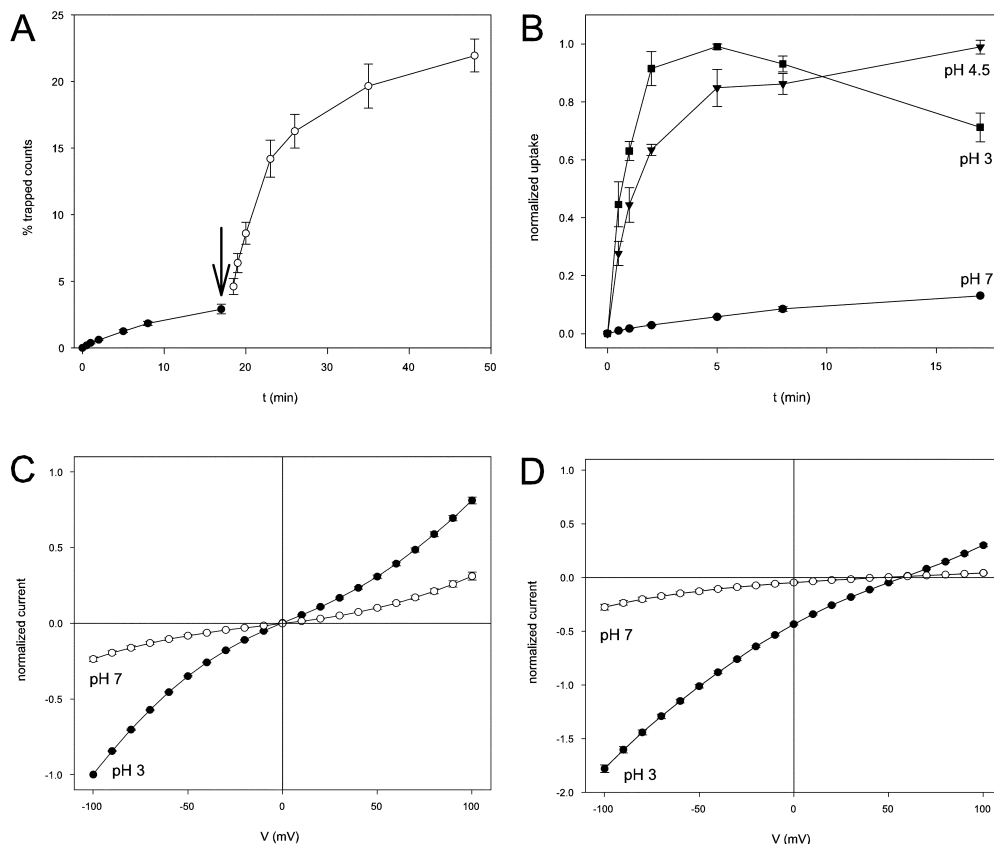 A
25
20
15
10
5
0
% trapped counts
0 10 20 30 40 50
t (min)
B
1.0
0.8
0.6
0.4
0.2
0.0
normalized uptake
pH 4.5
pH 3
pH 7
0 5 10 15
t (min)
C
1.0
0.5
0.0
-0.5
-1.0
normalized current
pH 7
pH 3
-100 -50 0 50 100
V (mV)
D
1.0
0.5
0.0
-0.5
-1.0
-1.5
-2.0
normalized current
pH 7
pH 3
-100 -50 0 50 100
V (mV)